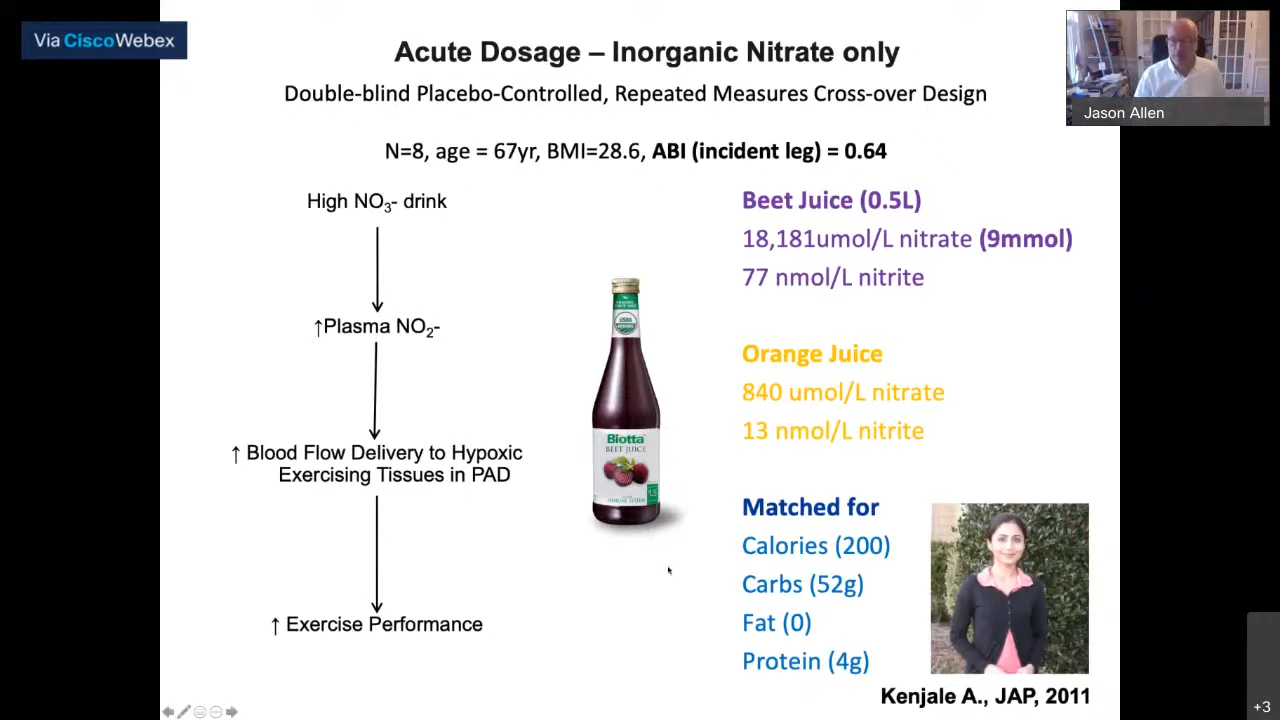 Via Cisco Webex
Acute Dosage – Inorganic Nitrate only
Double-blind Placebo-Controlled, Repeated Measures Cross-over Design
Jason Allen
N=8, age = 67yr, BMI=28.6, ABI (incident leg) = 0.64
High NO₃- drink
↑Plasma NO₂-
↑ Blood Flow Delivery to Hypoxic
Exercising Tissues in PAD
↑ Exercise Performance
USDA
ORGANIC
Biotta
BEET JUICE
Beet Juice (0.5L)
18,181umol/L nitrate (9mmol)
77 nmol/L nitrite
Orange Juice
840 umol/L nitrate
13 nmol/L nitrite
Matched for
Calories (200)
Carbs (52g)
Fat (0)
Protein (4g)
Kenjale A., JAP, 2011
+3